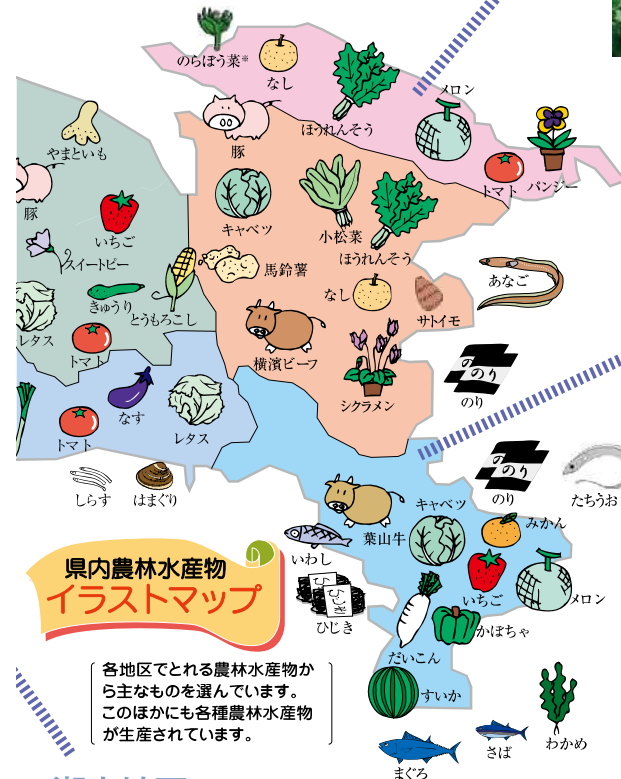 のらぼう菜※
なし
ほうれんそう
メロン
トマト
パンジー
やまといも
豚
豚
いちご
キャベツ
小松菜
ほうれんそう
スイートピー
馬鈴薯
あなご
きゅうり
とうもろこし
なし
サトイモ
レタス
トマト
横濱ビーフ
シクラメン
のり
のり
なす
トマト
レタス
しらす
はまぐり
のり
のり
たちうお
キャベツ
みかん
葉山牛
いわし
県内農林水産物
イラストマップ
ひじき
ひじき
いちご
メロン
かぼちゃ
だいこん
各地区でとれる農林水産物か
ら主なものを選んでいます。
このほかにも各種農林水産物
が生産されています。
すいか
わかめ
さば
まぐろ